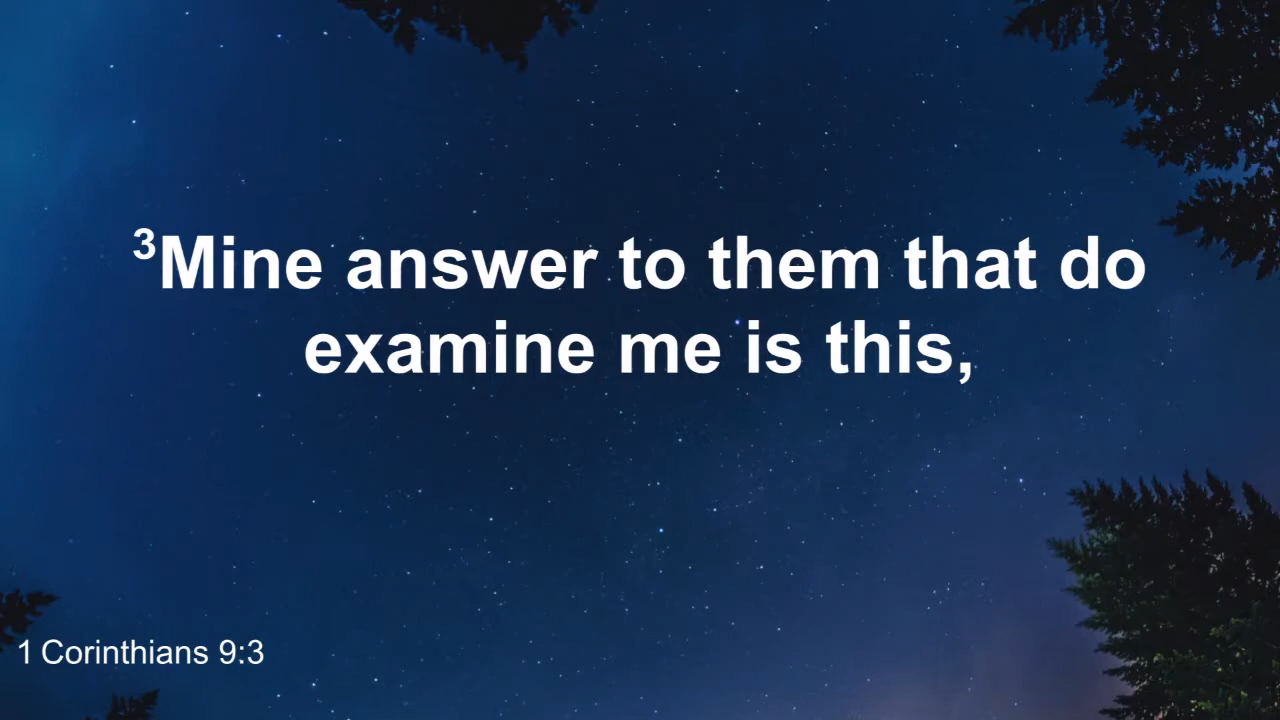 ³Mine answer to them that do
examine me is this,
1 Corinthians 9:3